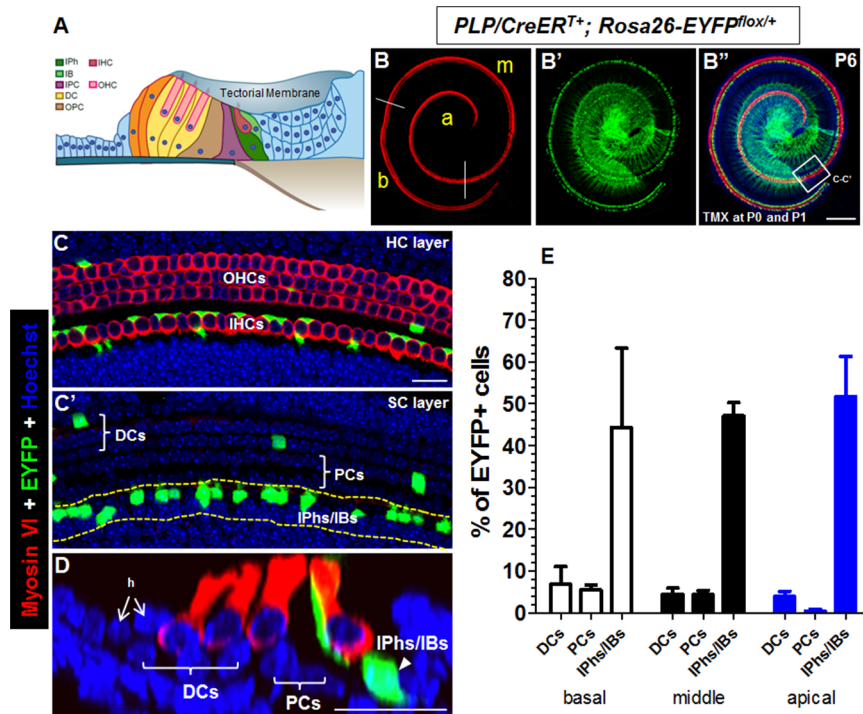 PLP/CreER^T+; Rosa26-EYFP^flox/+
A
IPh
IB
IPC
DC
OPC
IHC
OHC
Tectorial Membrane
B
m
a
b
B'
B"
P6
C-C'
TMX at P0 and P1
Myosin VI + EYFP + Hoechst
C
HC layer
OHCs
IHCs
C'
SC layer
DCs
PCs
IPhs/IBs
D
h
IPhs/IBs
DCs
PCs
E
% of EYFP+ cells
80
70
60
50
40
30
20
10
0
DCs PCs IPhs/IBs DCs PCs IPhs/IBs DCs PCs IPhs/IBs
basal middle apical